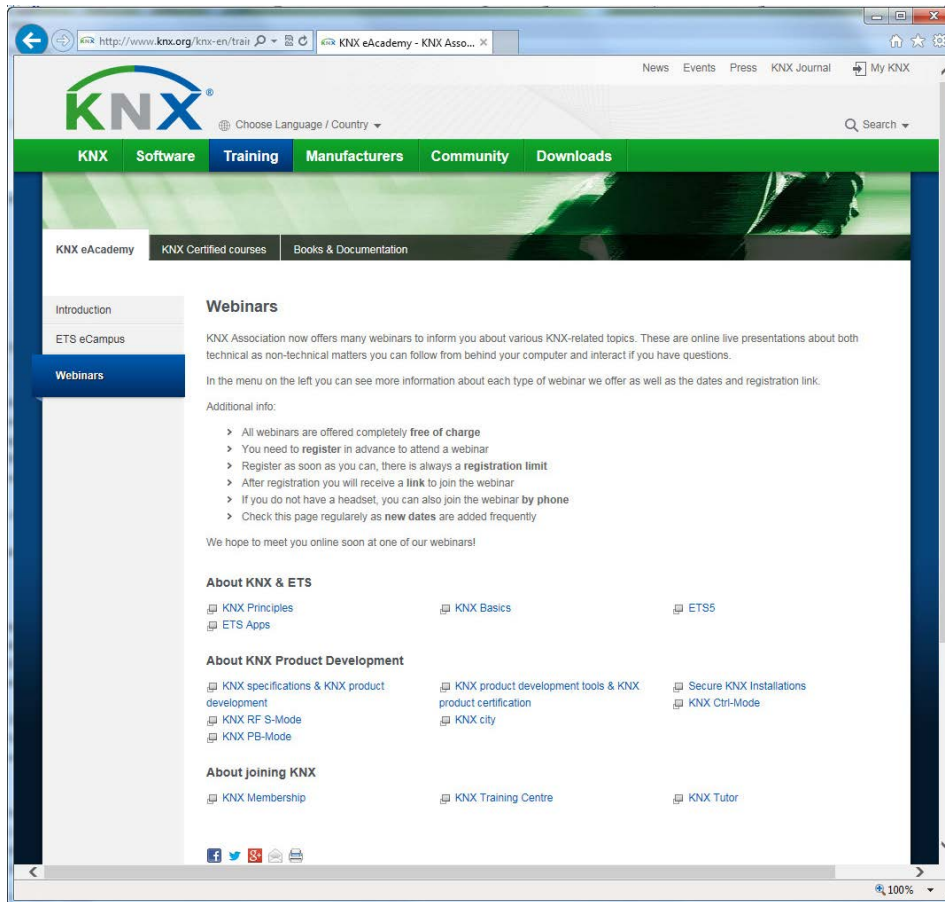 http://www.knx.org/knx-en/trair
KNX eAcademy - KNX Asso...
News Events Press KNX Journal My KNX
KNX®
Choose Language / Country
Search
KNX Software Training Manufacturers Community Downloads
KNX eAcademy KNX Certified courses Books & Documentation
Introduction
ETS eCampus
Webinars
Webinars
KNX Association now offers many webinars to inform you about various KNX-related topics. These are online live presentations about both
technical as non-technical matters you can follow from behind your computer and interact if you have questions.
In the menu on the left you can see more information about each type of webinar we offer as well as the dates and registration link.
Additional info:
All webinars are offered completely free of charge
You need to register in advance to attend a webinar
Register as soon as you can, there is always a registration limit
After registration you will receive a link to join the webinar
If you do not have a headset, you can also join the webinar by phone
Check this page regularely as new dates are added frequently
We hope to meet you online soon at one of our webinars!
About KNX & ETS
KNX Principles KNX Basics ETS5
ETS Apps
About KNX Product Development
KNX specifications & KNX product KNX product development tools & KNX Secure KNX Installations
development product certification KNX Ctrl-Mode
KNX RF S-Mode KNX city
KNX PB-Mode
About joining KNX
KNX Membership KNX Training Centre KNX Tutor
100%